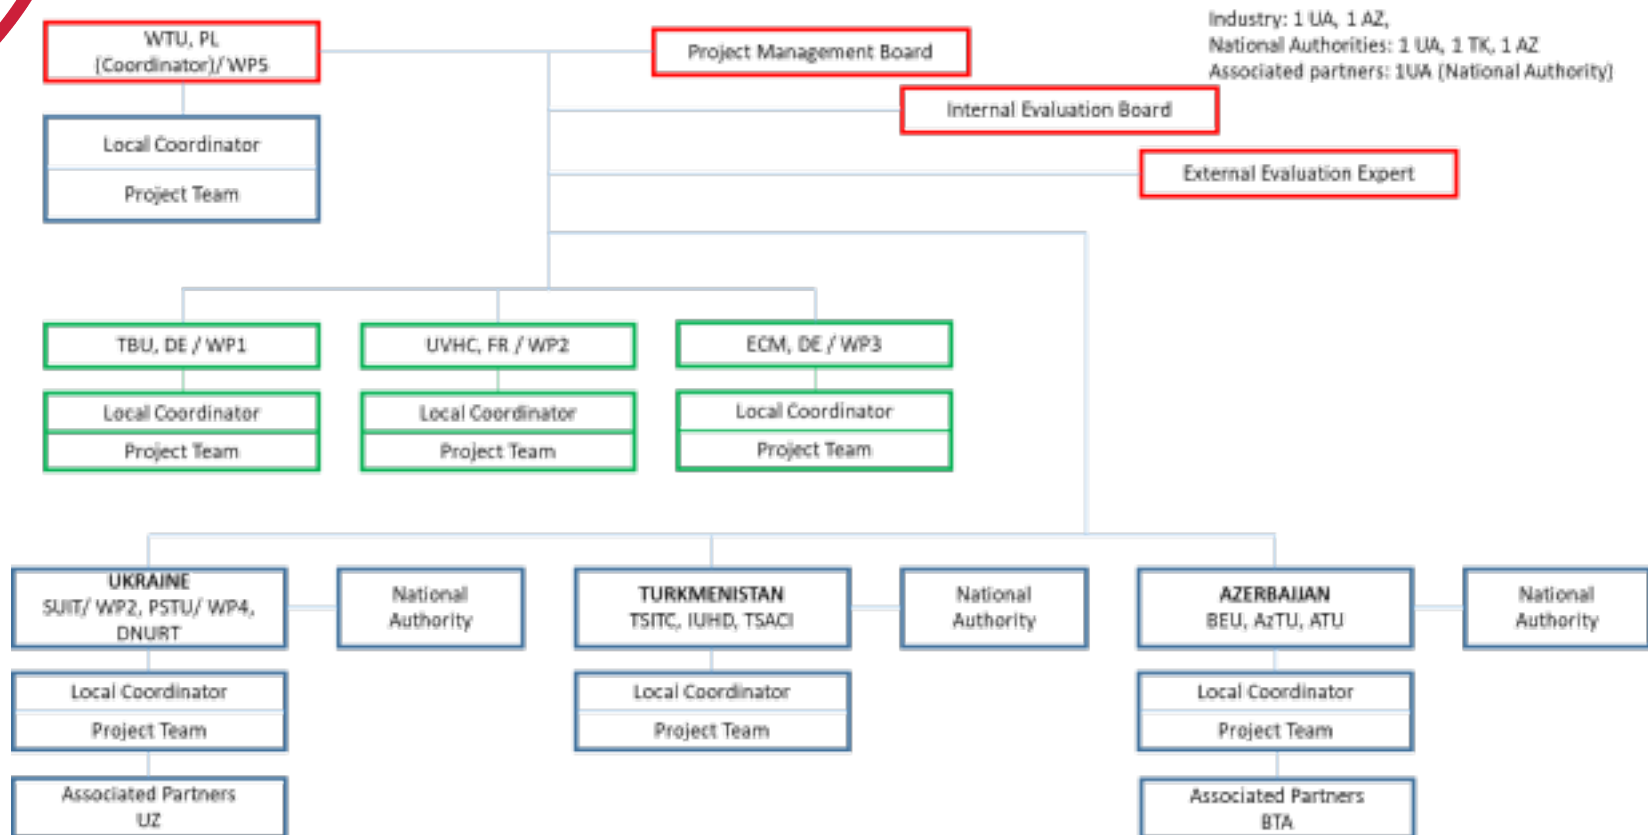 Industry: 1 UA, 1 AZ,
National Authorities: 1 UA, 1 TK, 1 AZ
Associated partners: 1UA (National Authority)
WTU, PL
(Coordinator)/ WP5
Project Management Board
Internal Evaluation Board
External Evaluation Expert
Local Coordinator
Project Team
TBU, DE / WP1
UVHC, FR / WP2
ECM, DE / WP3
Local Coordinator
Project Team
Local Coordinator
Project Team
Local Coordinator
Project Team
UKRAINE
SUIT/ WP2, PSTU/ WP4,
DNURT
National
Authority
TURKMENISTAN
TSITC, IUHD, TSACI
National
Authority
AZERBAIJAN
BEU, AzTU, ATU
National
Authority
Local Coordinator
Project Team
Local Coordinator
Project Team
Local Coordinator
Project Team
Associated Partners
UZ
Associated Partners
BTA